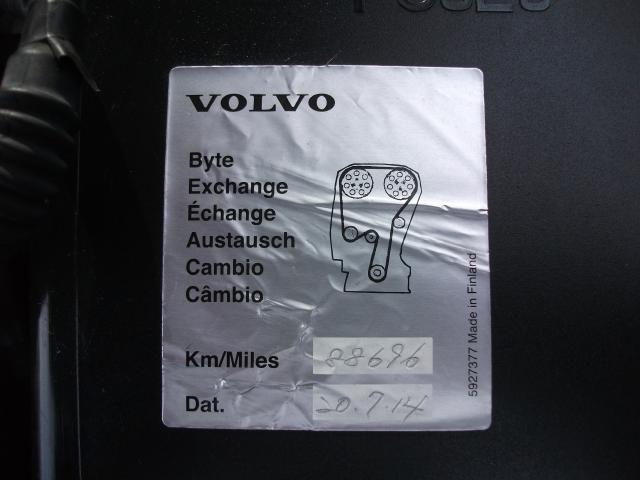 VOLVO
Byte
Exchange
Échange
Austausch
Cambio
Câmbio
Km/Miles 88696
Dat. 20.7.14
5927377 Made in Finland